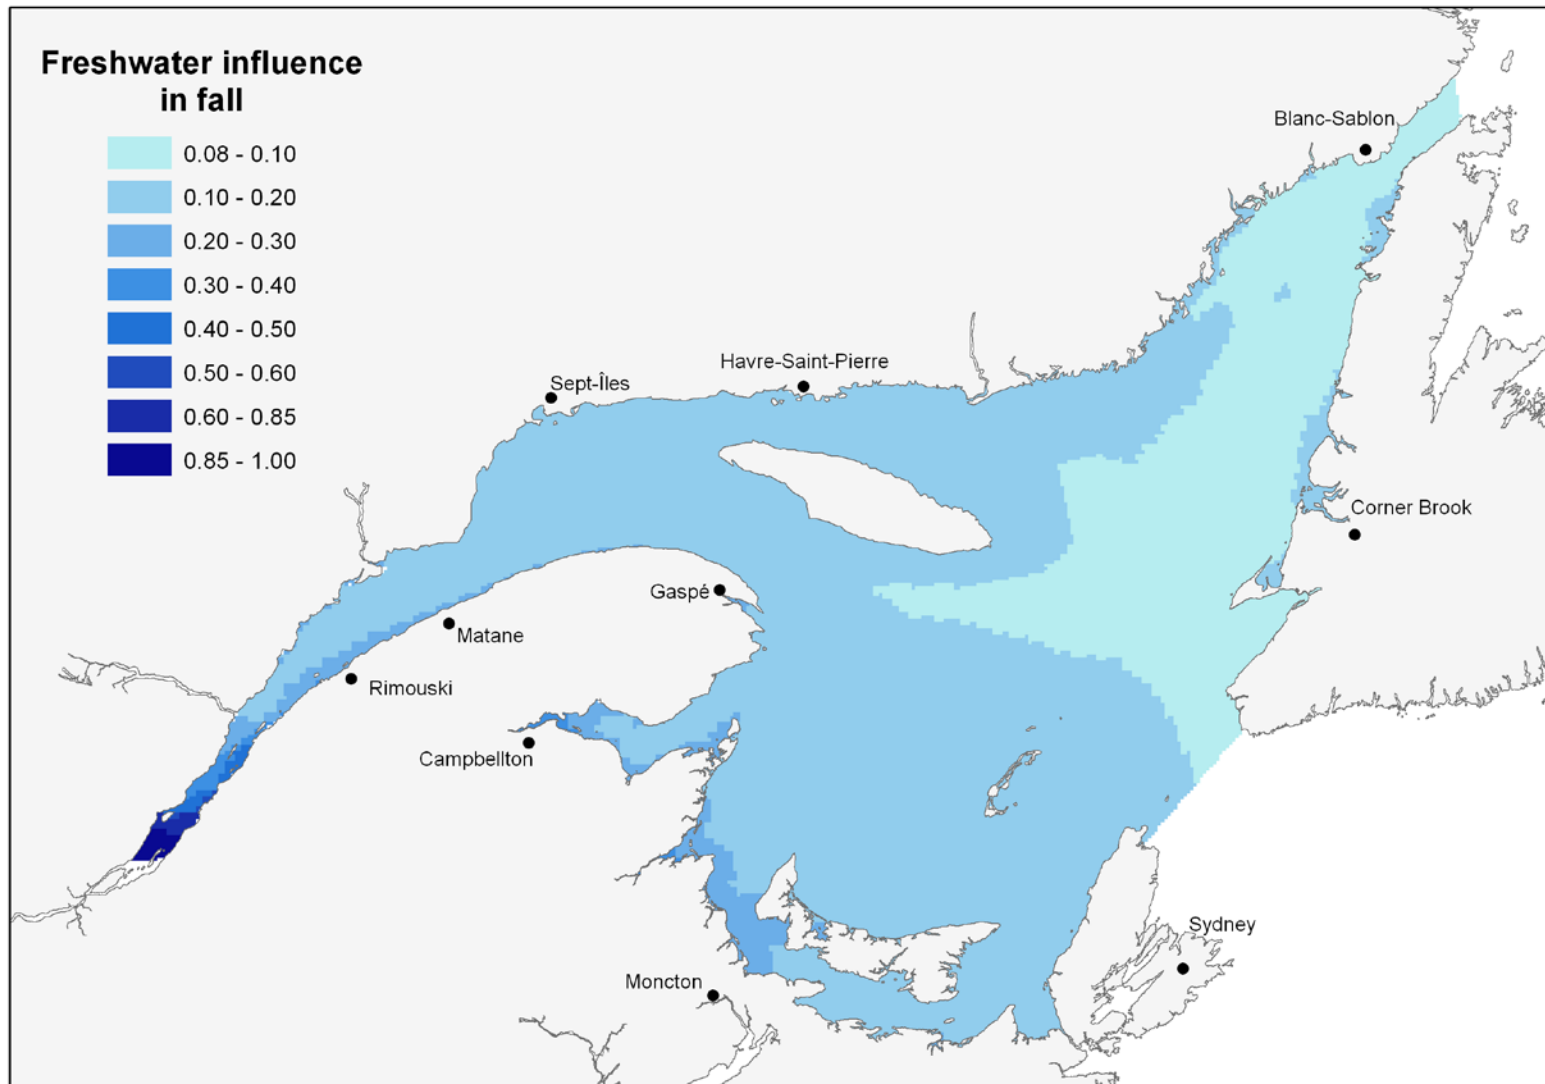 Freshwater influence
in fall
0.08 - 0.10
0.10 - 0.20
0.20 - 0.30
0.30 - 0.40
0.40 - 0.50
0.50 - 0.60
0.60 - 0.85
0.85 - 1.00
Blanc-Sablon
Havre-Saint-Pierre
Sept-Îles
Corner Brook
Gaspé
Matane
Rimouski
Campbellton
Sydney
Moncton